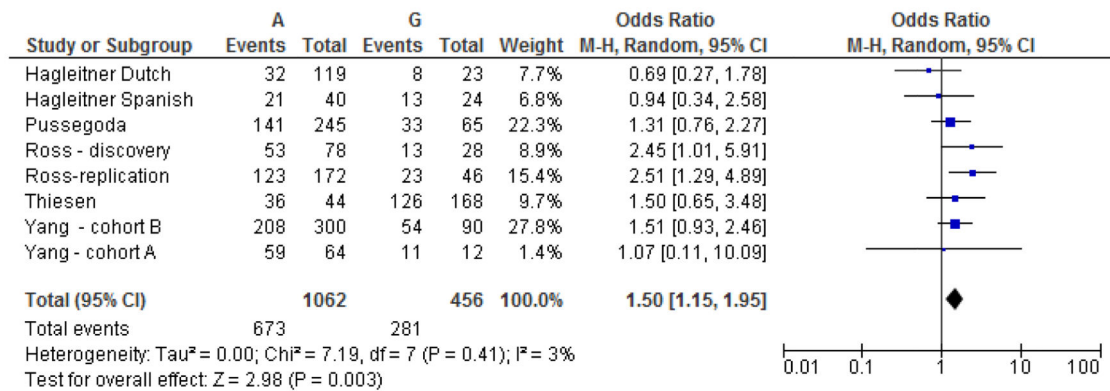 A G Odds Ratio Odds Ratio
Study or Subgroup Events Total Events Total Weight M-H, Random, 95% CI M-H, Random, 95% CI
Hagleitner Dutch 32 119 8 23 7.7% 0.69 [0.27, 1.78]
Hagleitner Spanish 21 40 13 24 6.8% 0.94 [0.34, 2.58]
Pussegoda 141 245 33 65 22.3% 1.31 [0.76, 2.27]
Ross - discovery 53 78 13 28 8.9% 2.45 [1.01, 5.91]
Ross-replication 123 172 23 46 15.4% 2.51 [1.29, 4.89]
Thiesen 36 44 126 168 9.7% 1.50 [0.65, 3.48]
Yang - cohort B 208 300 54 90 27.8% 1.51 [0.93, 2.46]
Yang - cohort A 59 64 11 12 1.4% 1.07 [0.11, 10.09]
Total (95% CI) 1062 456 100.0% 1.50 [1.15, 1.95]
Total events 673 281
Heterogeneity: Tau² = 0.00; Chi² = 7.19, df = 7 (P = 0.41); I² = 3%
Test for overall effect: Z = 2.98 (P = 0.003)
0.01 0.1 1 10 100